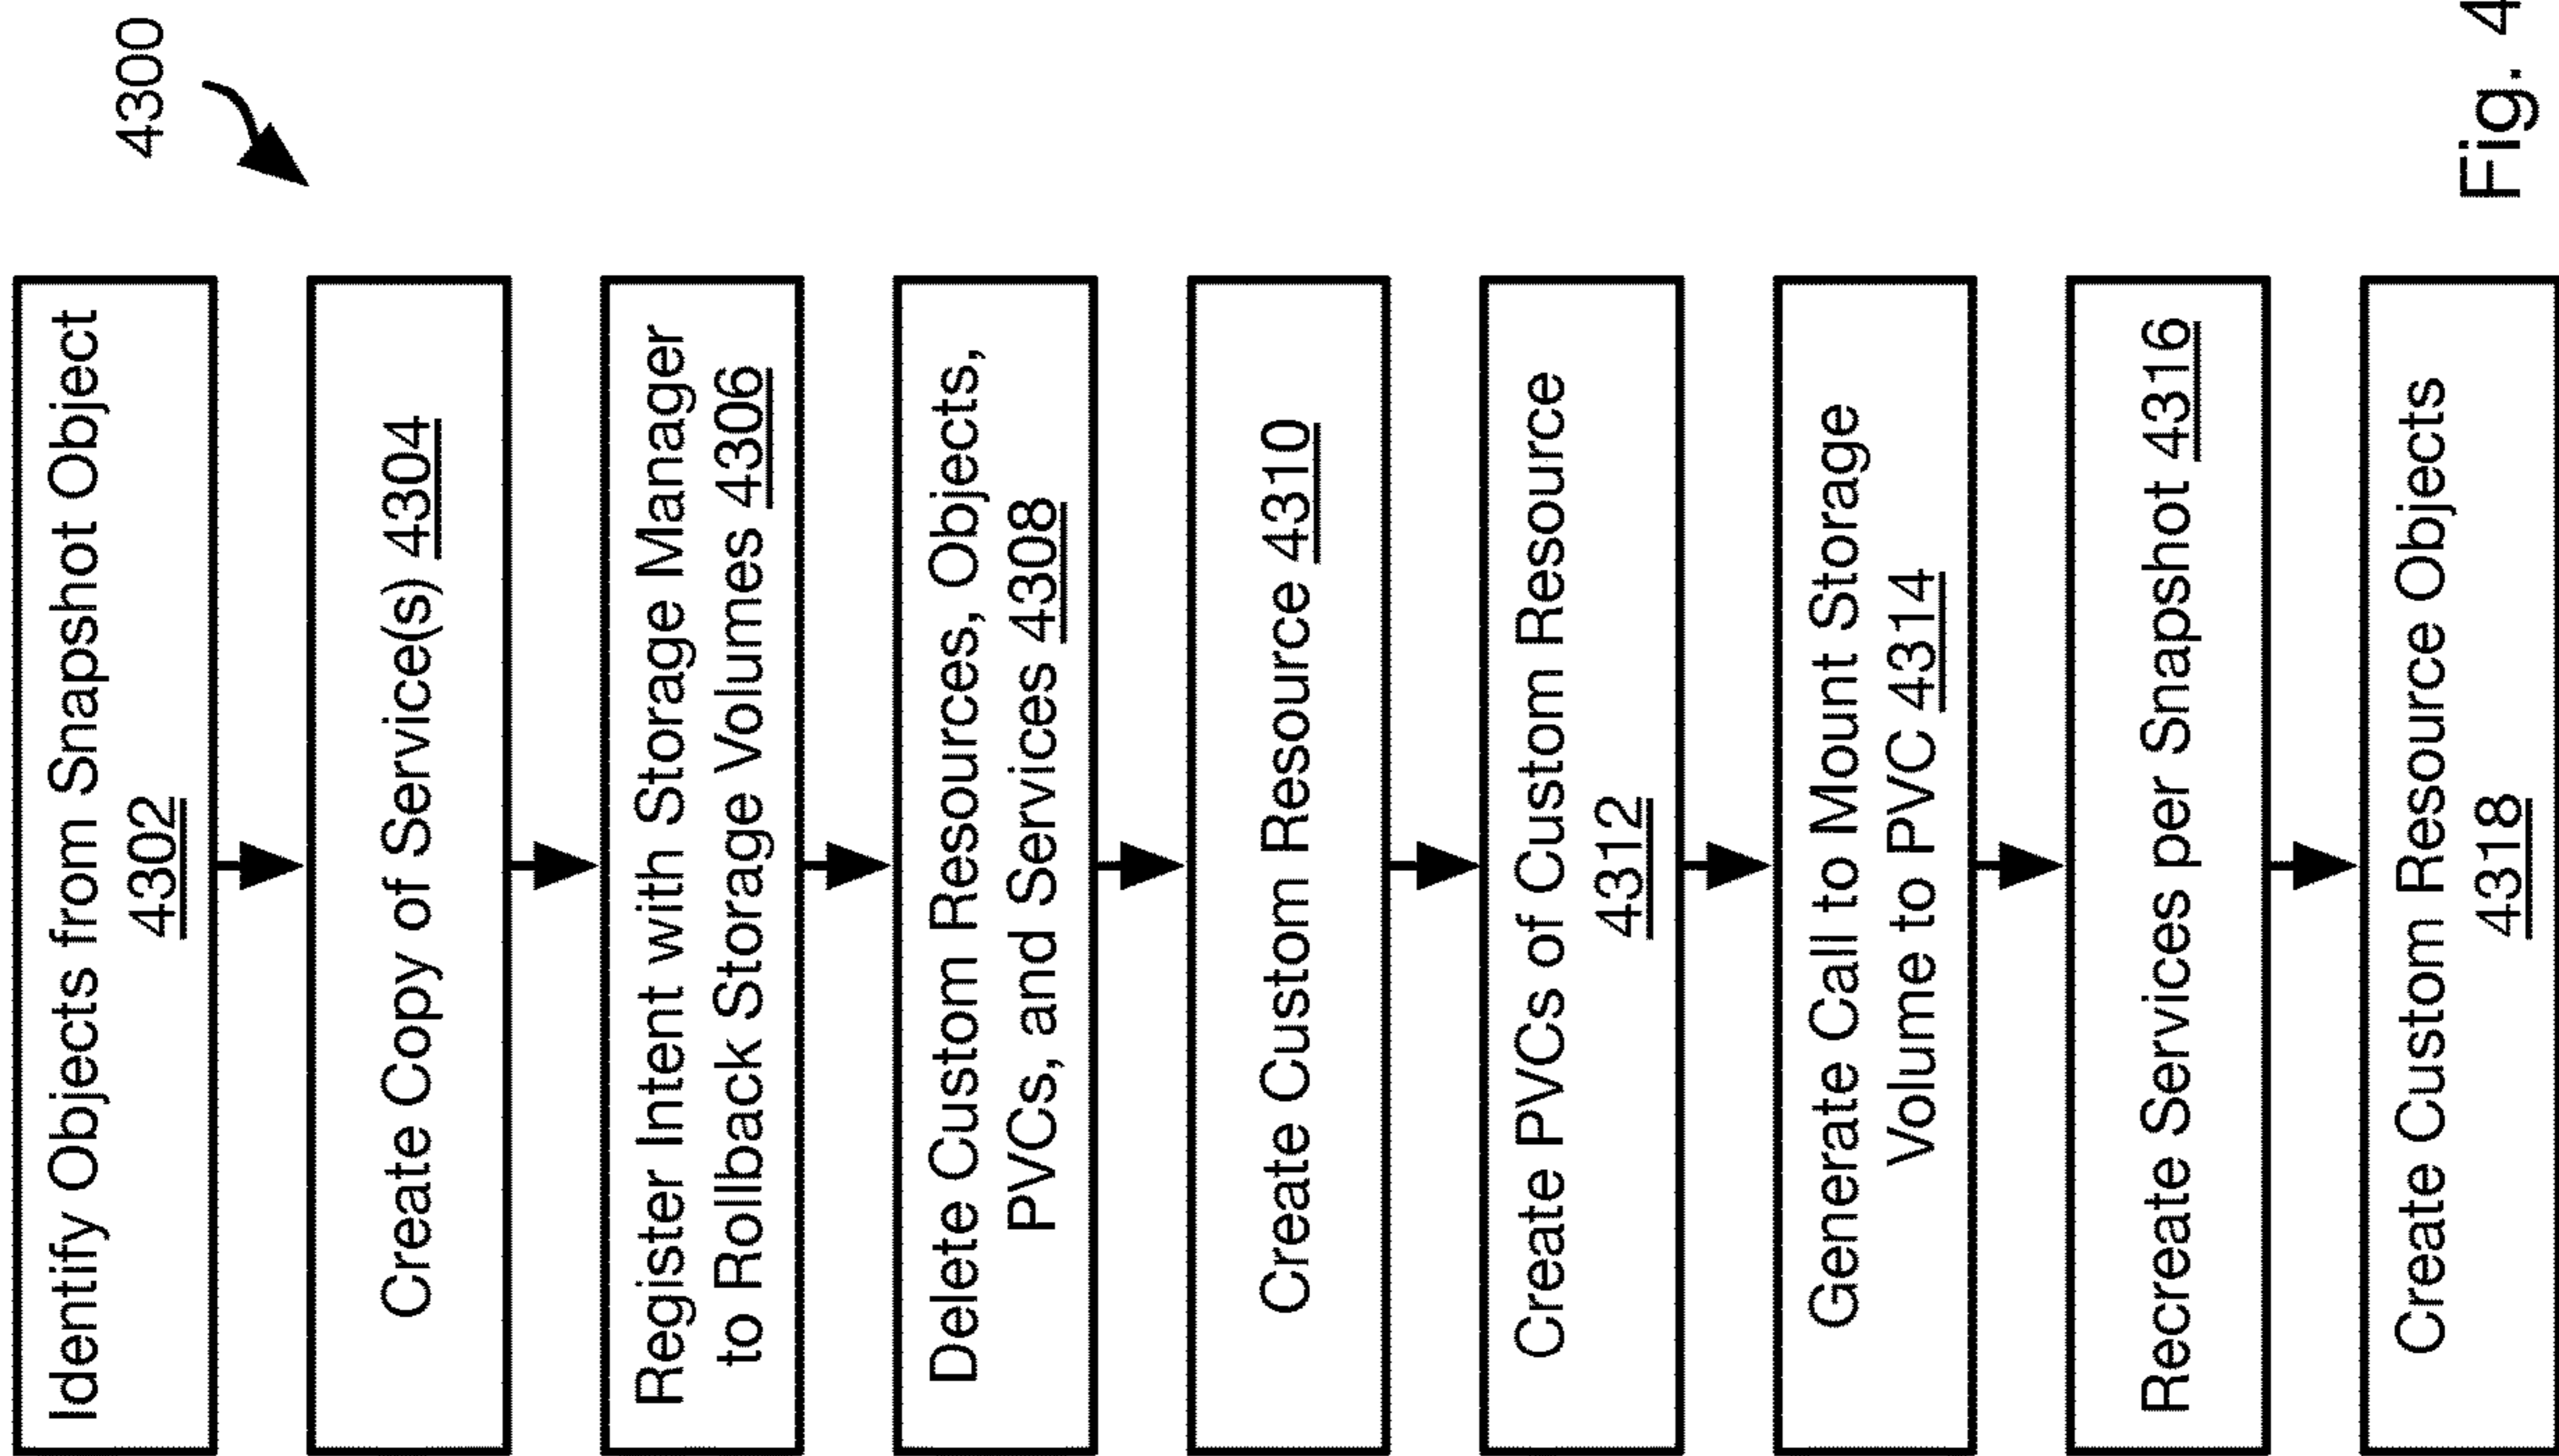 4300
Identify Objects from Snapshot Object
4302
Create Copy of Service(s) 4304
Register Intent with Storage Manager
to Rollback Storage Volumes 4306
Delete Custom Resources, Objects,
PVCs, and Services 4308
Create Custom Resource 4310
Create PVCs of Custom Resource
4312
Generate Call to Mount Storage
Volume to PVC 4314
Recreate Services per Snapshot 4316
Create Custom Resource Objects
4318
Fig. 4